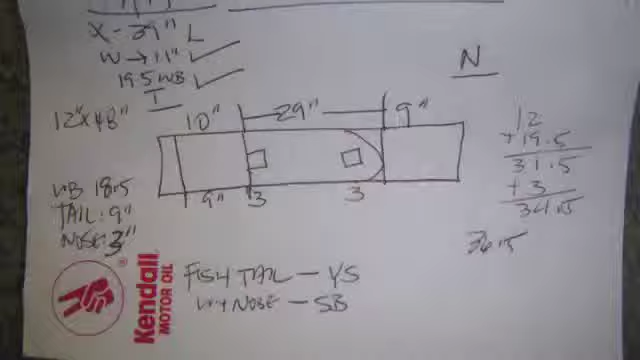 X - 29" L
W → 11"
19.5 WB
I
N
12"X48"
10"
29"
9"
9"
3
3
WB 18.5
TAIL: 9"
NOSE: 3"
12
+19.5
31.5
+3
34.5
36.5
Kendall®
MOTOR OIL
FISH TAIL - YS
NOSE - SB